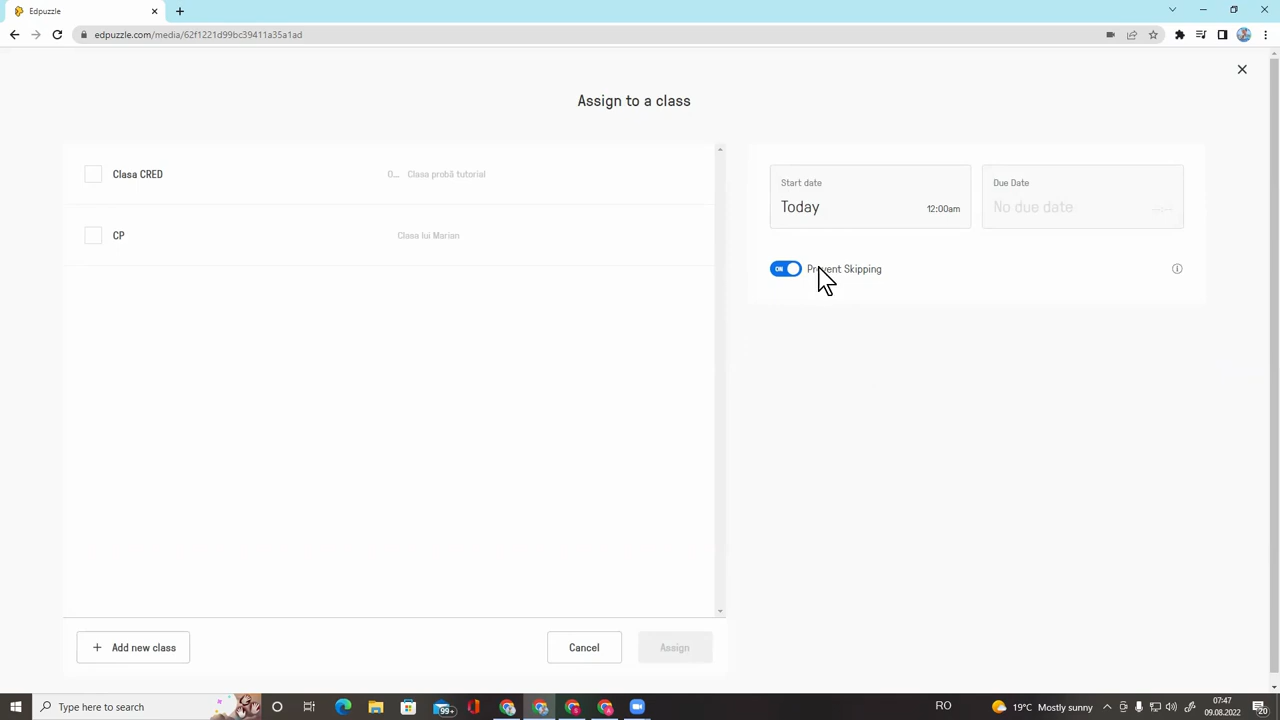 Edpuzzle
edpuzzle.com/media/62f1221d99bc39411a35a1ad
Assign to a class
Clasa CRED
O... Clasa probă tutorial
CP
Clasa lui Marian
Start date
Today
12:00am
Due Date
No due date
--:--
ON
Prevent Skipping
+ Add new class
Cancel
Assign
Type here to search
99+
RO
19°C Mostly sunny
07:47
09.08.2022